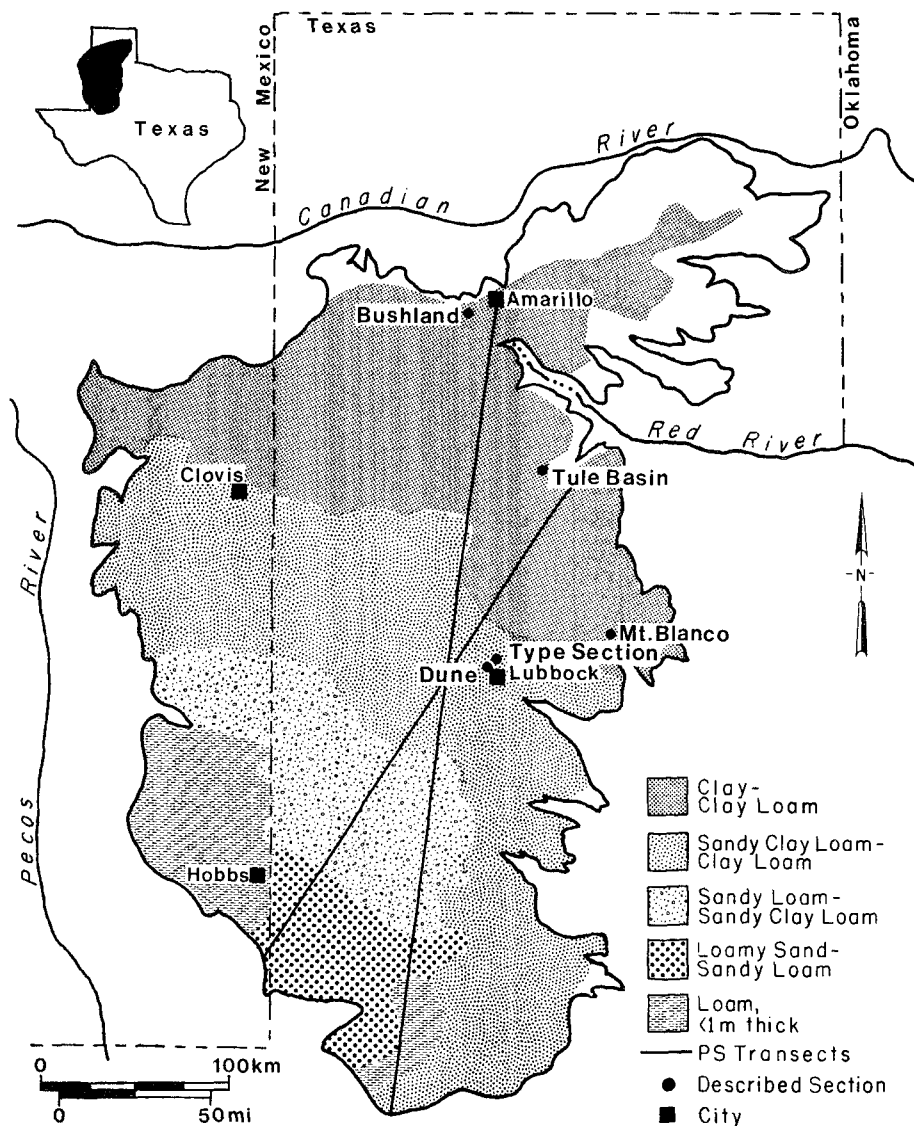 Texas
New Mexico
Texas
Oklahoma
Canadian River
Bushland
Amarillo
Red River
Clovis
Tule Basin
Pecos River
-N-
Mt. Blanco
Type Section
Dune
Lubbock
Hobbs
Clay-
Clay Loam
Sandy Clay Loam-
Clay Loam
Sandy Loam-
Sandy Clay Loam
Loamy Sand-
Sandy Loam
Loam,
<1m thick
PS Transects
Described Section
City
0 100km
0 50mi